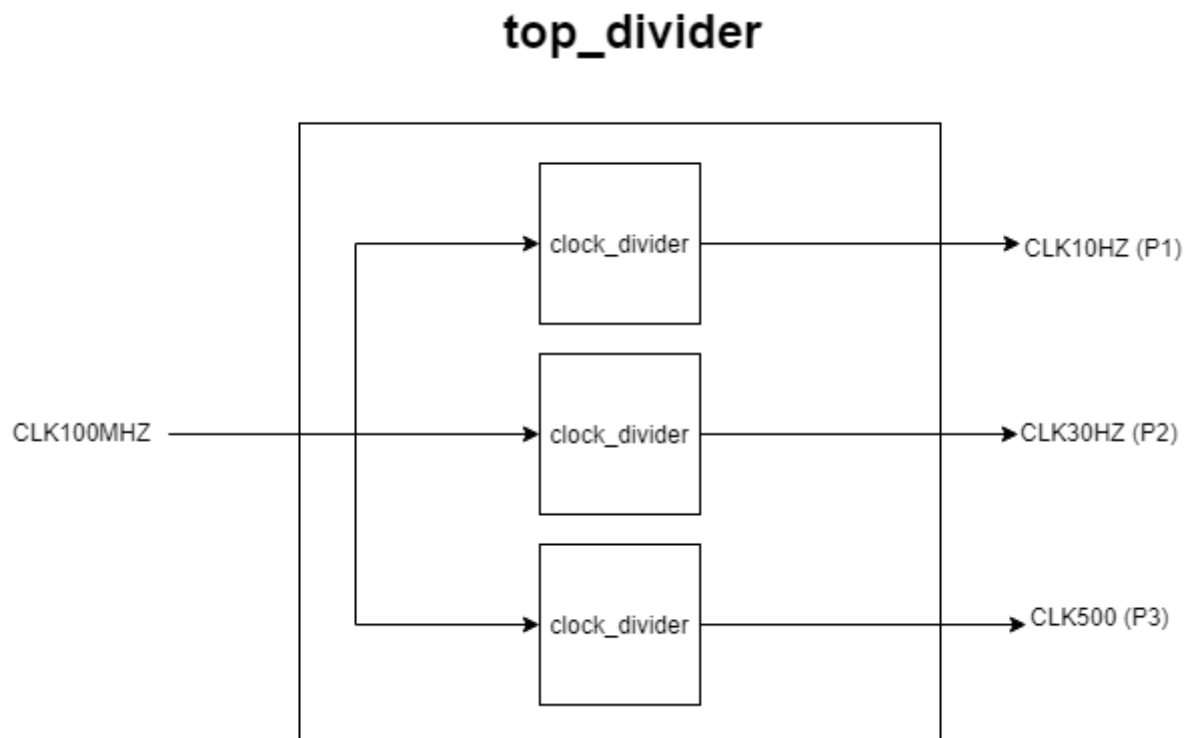 top_divider
clock_divider
CLK10HZ (P1)
CLK100MHZ
clock_divider
CLK30HZ (P2)
clock_divider
CLK500 (P3)